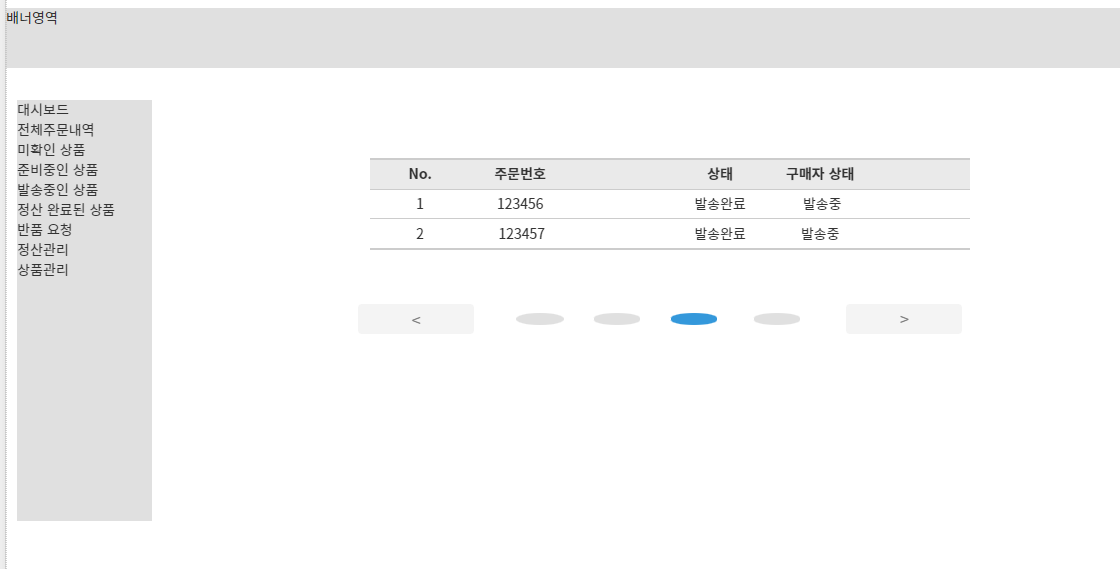 배너영역
대시보드
전체주문내역
미확인 상품
준비중인 상품
발송중인 상품
정산 완료된 상품
반품 요청
정산관리
상품관리
No. 주문번호 상태 구매자 상태
1 123456 발송완료 발송중
2 123457 발송완료 발송중
< >